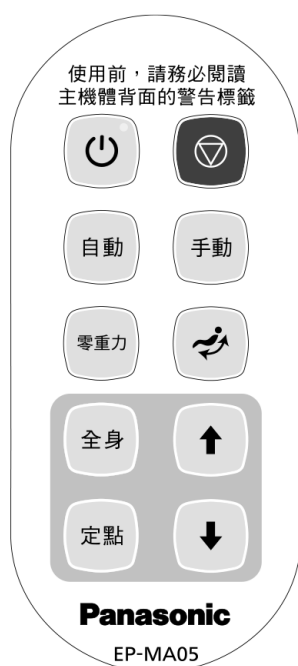 使用前，請務必閱讀
主機體背面的警告標籤
自動 手動
零重力
全身
定點
Panasonic
EP-MA05